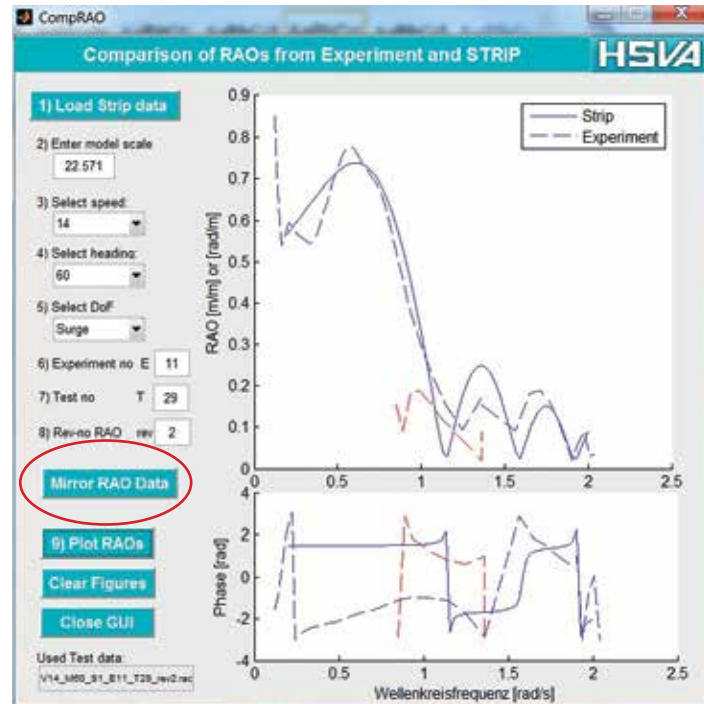 CompRAO
Comparison of RAOs from Experiment and STRIP
HSVA
1) Load Strip data
2) Enter model scale
22.571
3) Select speed:
14
4) Select heading:
60
5) Select DoF
Surge
6) Experiment no E 11
7) Test no T 29
8) Rev-no RAO rev 2
Mirror RAO Data
9) Plot RAOs
Clear Figures
Close GUI
Used Test data:
RAO [m/m] or [rad/m]
0.9
0.8
0.7
0.6
0.5
0.4
0.3
0.2
0.1
0
0 0.5 1 1.5 2 2.5
Strip
Experiment
Phase [rad]
4
2
0
-2
-4
0 0.5 1 1.5 2 2.5
Wellenkreisfrequenz [rad/s]